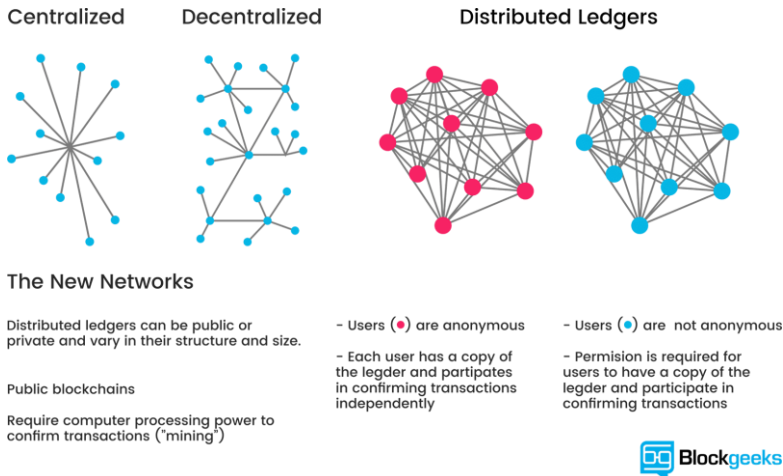 Centralized
Decentralized
Distributed Ledgers
The New Networks
Distributed ledgers can be public or
private and vary in their structure and size.
Public blockchains
Require computer processing power to
confirm transactions ("mining")
- Users ( ) are anonymous
- Each user has a copy of
the legder and partipates
in confirming transactions
independently
- Users ( ) are not anonymous
- Permision is required for
users to have a copy of the
legder and participate in
confirming transactions
Blockgeeks